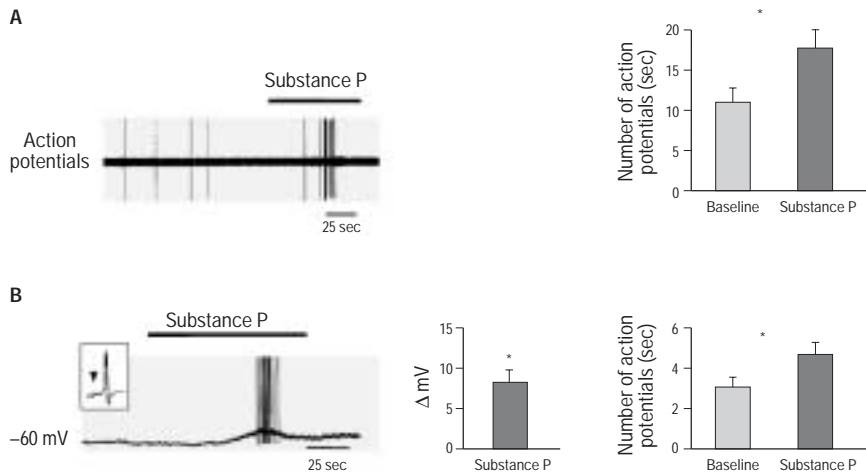 A
Substance P
Action
potentials
25 sec
Number of action
potentials (sec)
20
15
10
5
0
*
Baseline
Substance P
B
Substance P
–60 mV
25 sec
Δ mV
15
10
5
0
*
Substance P
Number of action
potentials (sec)
6
4
2
0
*
Baseline
Substance P